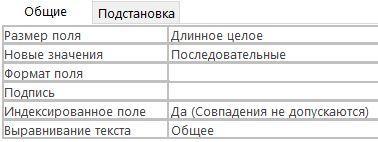 Общие Подстановка
Размер поля Длинное целое
Новые значения Последовательные
Формат поля
Подпись
Индексированное поле Да (Совпадения не допускаются)
Выравнивание текста Общее